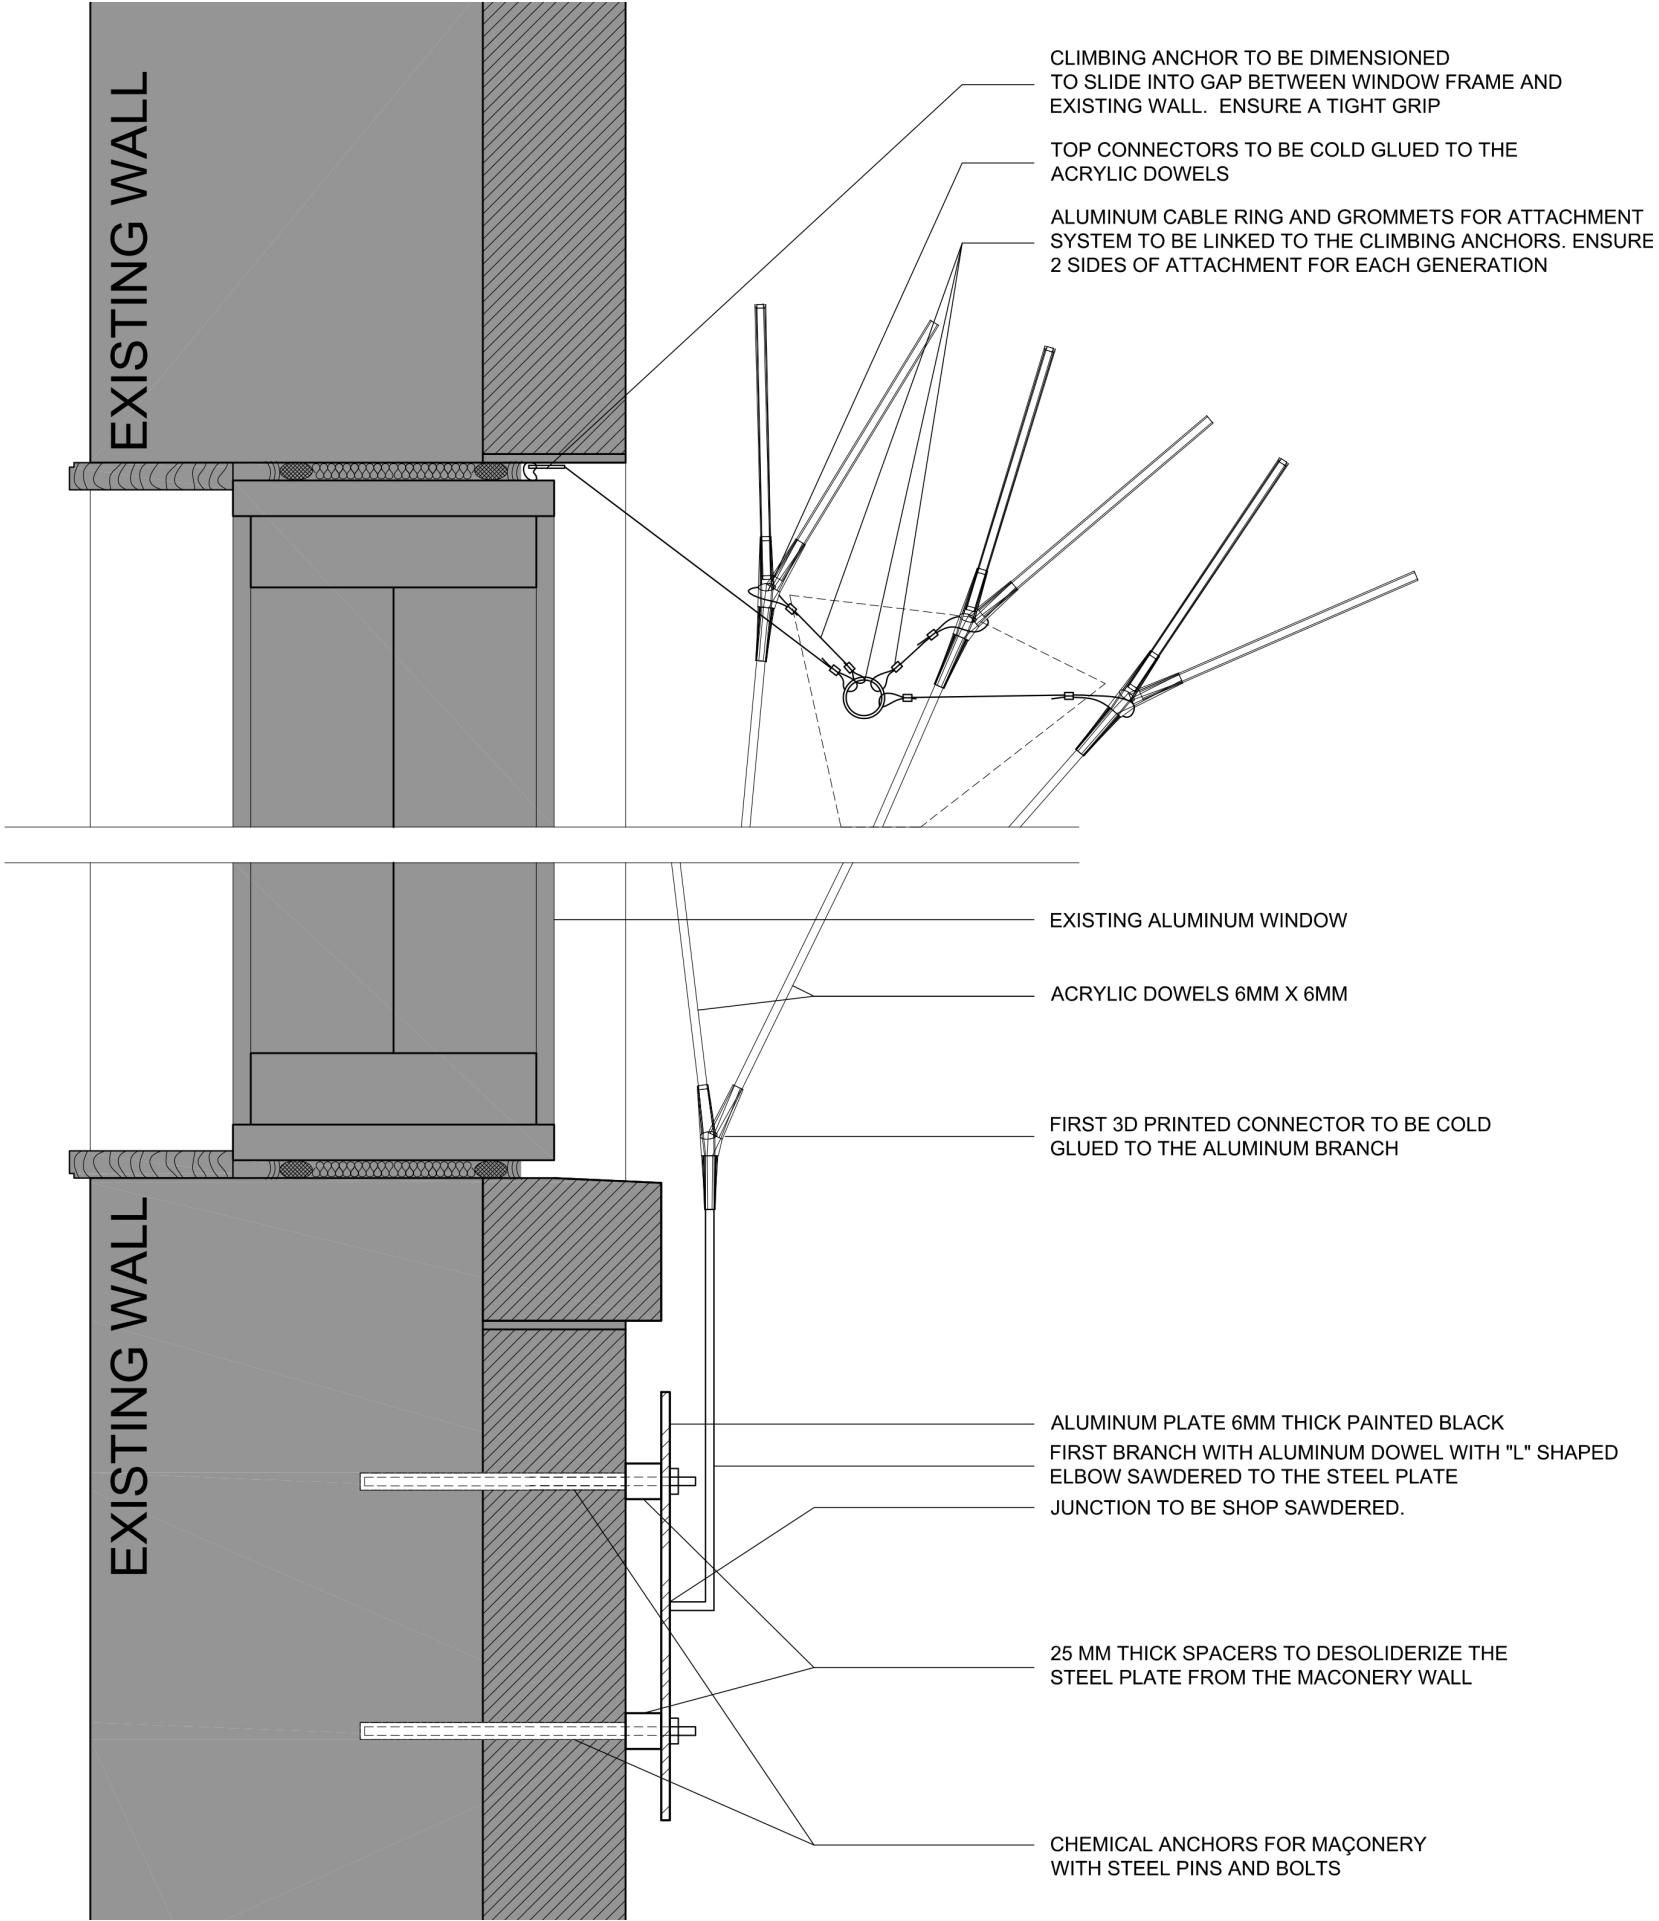 EXISTING WALL
CLIMBING ANCHOR TO BE DIMENSIONED
TO SLIDE INTO GAP BETWEEN WINDOW FRAME AND
EXISTING WALL.  ENSURE A TIGHT GRIP
TOP CONNECTORS TO BE COLD GLUED TO THE
ACRYLIC DOWELS
ALUMINUM CABLE RING AND GROMMETS FOR ATTACHMENT
SYSTEM TO BE LINKED TO THE CLIMBING ANCHORS. ENSURE
2 SIDES OF ATTACHMENT FOR EACH GENERATION
EXISTING ALUMINUM WINDOW
ACRYLIC DOWELS 6MM X 6MM
FIRST 3D PRINTED CONNECTOR TO BE COLD
GLUED TO THE ALUMINUM BRANCH
EXISTING WALL
ALUMINUM PLATE 6MM THICK PAINTED BLACK
FIRST BRANCH WITH ALUMINUM DOWEL WITH "L" SHAPED
ELBOW SAWDERED TO THE STEEL PLATE
JUNCTION TO BE SHOP SAWDERED.
25 MM THICK SPACERS TO DESOLIDERIZE THE
STEEL PLATE FROM THE MACONERY WALL
CHEMICAL ANCHORS FOR MAÇONERY
WITH STEEL PINS AND BOLTS